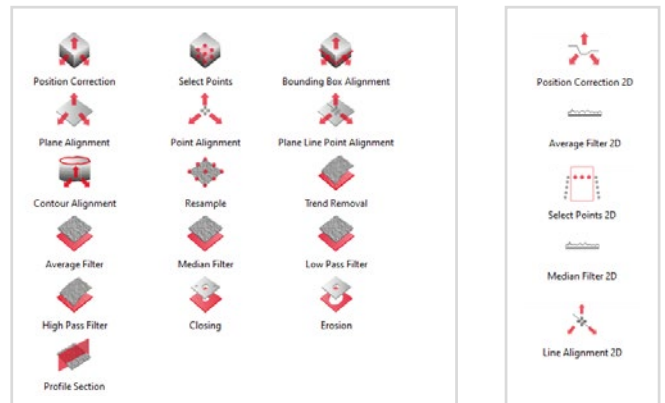 Position Correction Select Points Bounding Box Alignment
Plane Alignment Point Alignment Plane Line Point Alignment
Contour Alignment Resample Trend Removal
Average Filter Median Filter Low Pass Filter
High Pass Filter Closing Erosion
Profile Section
Position Correction 2D
Average Filter 2D
Select Points 2D
Median Filter 2D
Line Alignment 2D